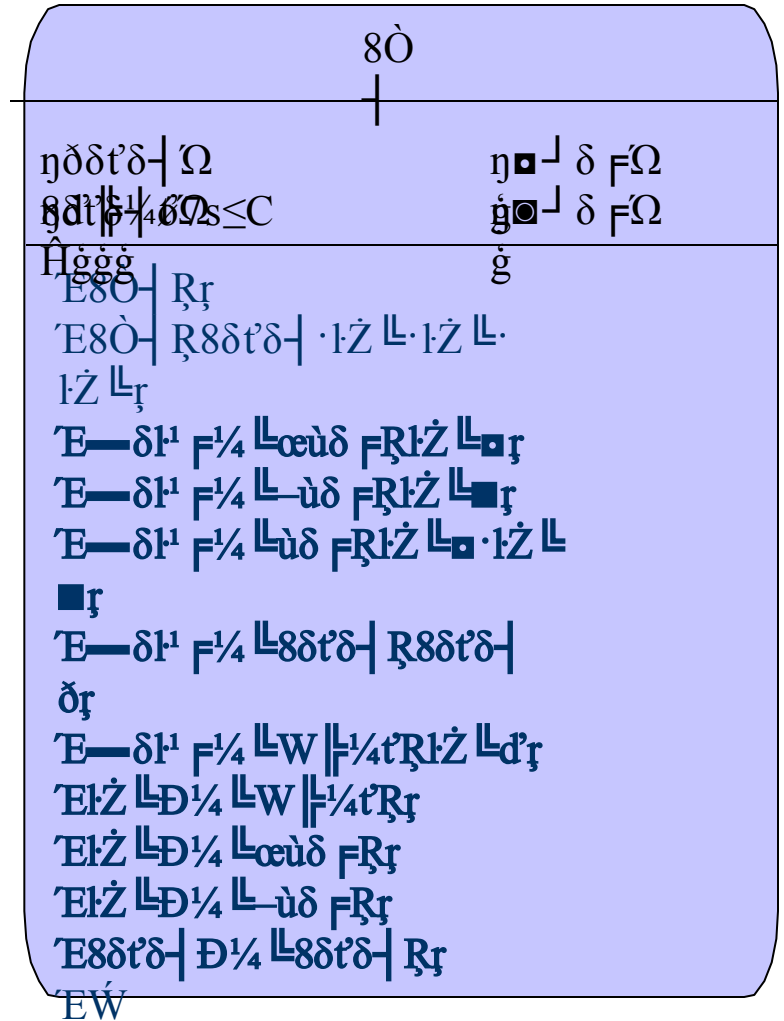 8Ò
┤
ŋðδťδ┤Ώ ŋ◘┘δ╒Ώ
s≤C ◙┘δ╒Ώ
Ĥġġġ ġ
Έ8Ò┤Ŗŗ
Έ8Ò┤Ŗ8δťδ┤·ŀŻ╚·ŀŻ╚·
ŀŻ╚ŗ
Έ━δŀ¹╒¼╚œùδ╒ŖŀŻ╚◘ŗ
Έ━δŀ¹╒¼╚–ùδ╒ŖŀŻ╚■ŗ
Έ━δŀ¹╒¼╚ùδ╒ŖŀŻ╚◘·ŀŻ╚
■ŗ
Έ━δŀ¹╒¼╚8δťδ┤Ŗ8δťδ┤
ðŗ
Έ━δŀ¹╒¼╚W╠¼ťŖŀŻ╚ďŗ
ΈŀŻ╚Ð¼╚W╠¼ťŖŗ
ΈŀŻ╚Ð¼╚œùδ╒Ŗŗ
ΈŀŻ╚Ð¼╚–ùδ╒Ŗŗ
Έ8δťδ┤Ð¼╚8δťδ┤Ŗŗ
ΈẂ